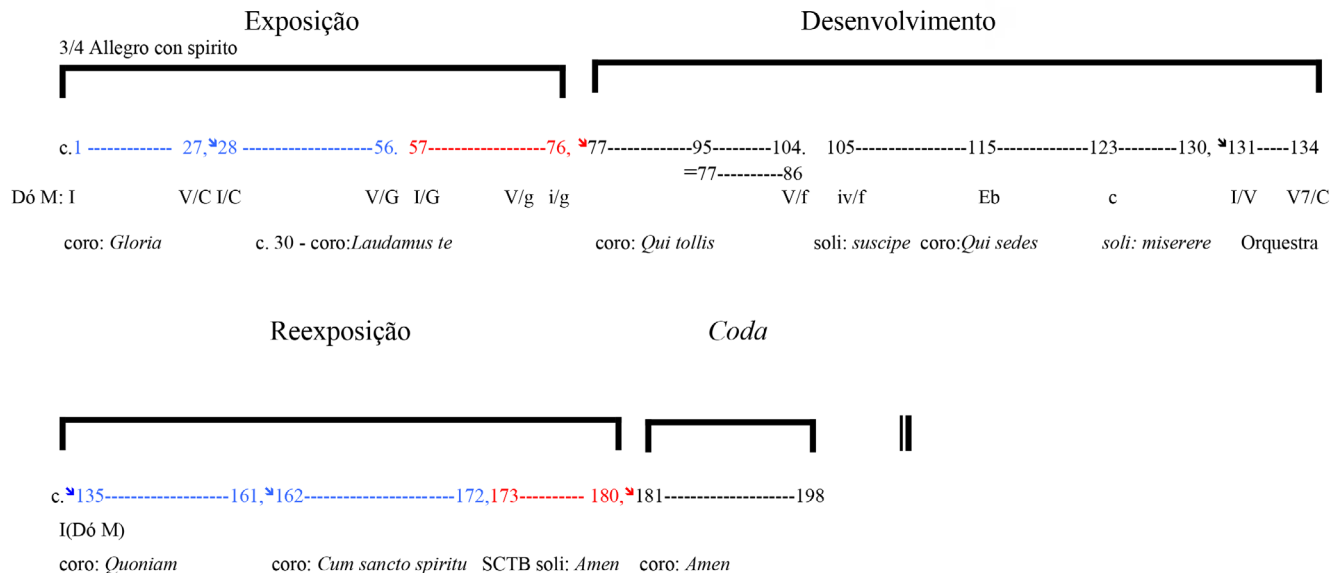 Exposição Desenvolvimento
3/4 Allegro con spirito
c.1 ------------- 27,↘28 --------------------56. 57------------------76, ↘77-------------95---------104. 105------------------115---------------123---------130, ↘131-----134
=77----------86
Dó M: I V/C I/C V/G I/G V/g i/g V/f iv/f Eb c I/V V7/C
coro: Gloria c. 30 - coro:Laudamus te coro: Qui tollis soli: suscipe coro:Qui sedes soli: miserere Orquestra
Reexposição Coda
c.↘135-------------------161,↘162----------------------------172,173---------- 180,↘181--------------------198
I(Dó M)
coro: Quoniam coro: Cum sancto spiritu SCTB soli: Amen coro: Amen